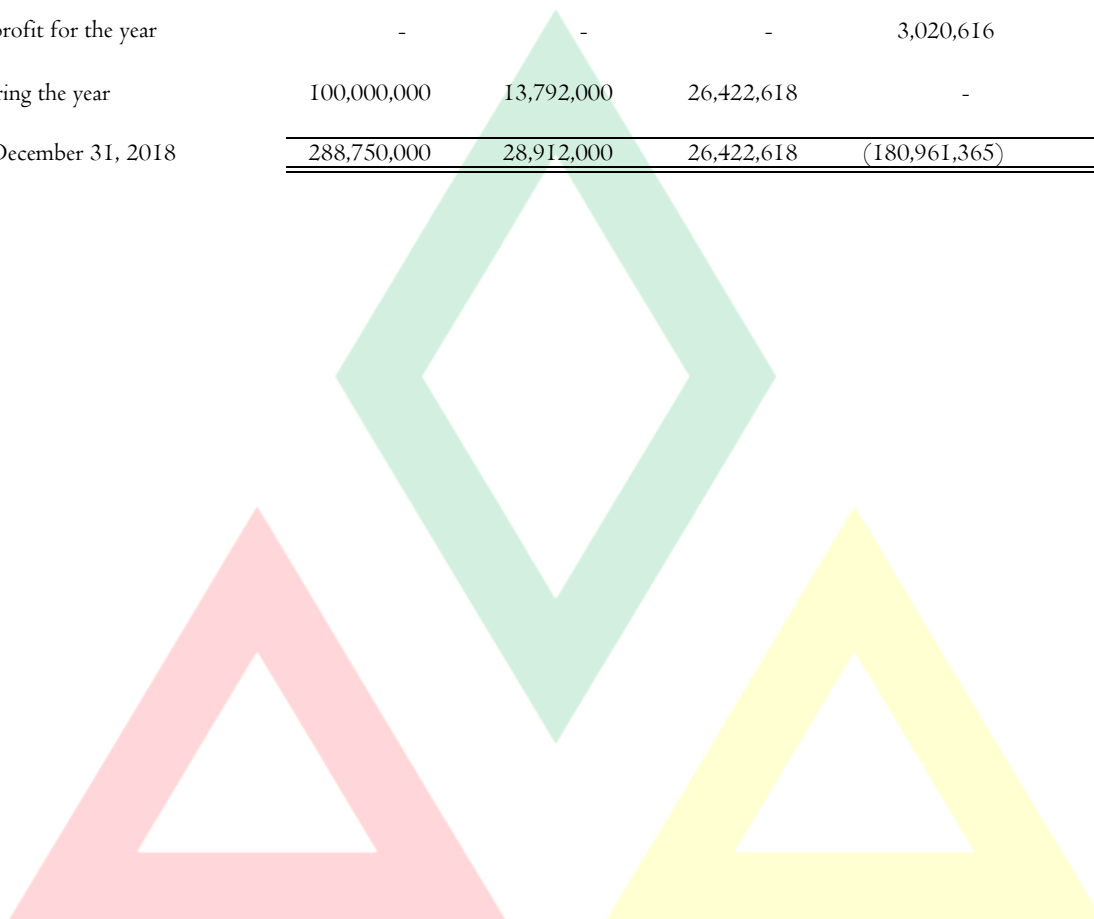 rofit for the year - - - 3,020,616
ring the year 100,000,000 13,792,000 26,422,618 -
December 31, 2018 288,750,000 28,912,000 26,422,618 (180,961,365)